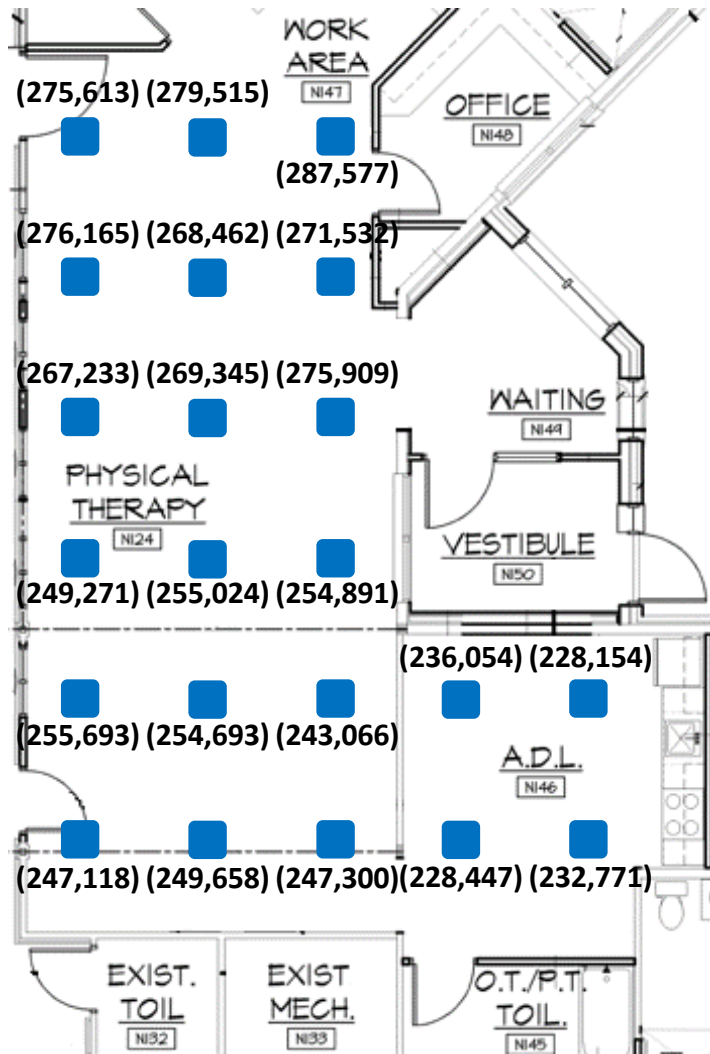 WORK
AREA
N147
(275,613) (279,515)
OFFICE
N148
(287,577)
(276,165) (268,462) (271,532)
(267,233) (269,345) (275,909)
WAITING
N149
PHYSICAL
THERAPY
N124
VESTIBULE
N150
(249,271) (255,024) (254,891)
(236,054) (228,154)
(255,693) (254,693) (243,066)
A.D.L.
N146
(247,118) (249,658) (247,300) (228,447) (232,771)
EXIST.
TOIL
N132
EXIST
MECH.
N133
O.T./P.T.
TOIL.
N145